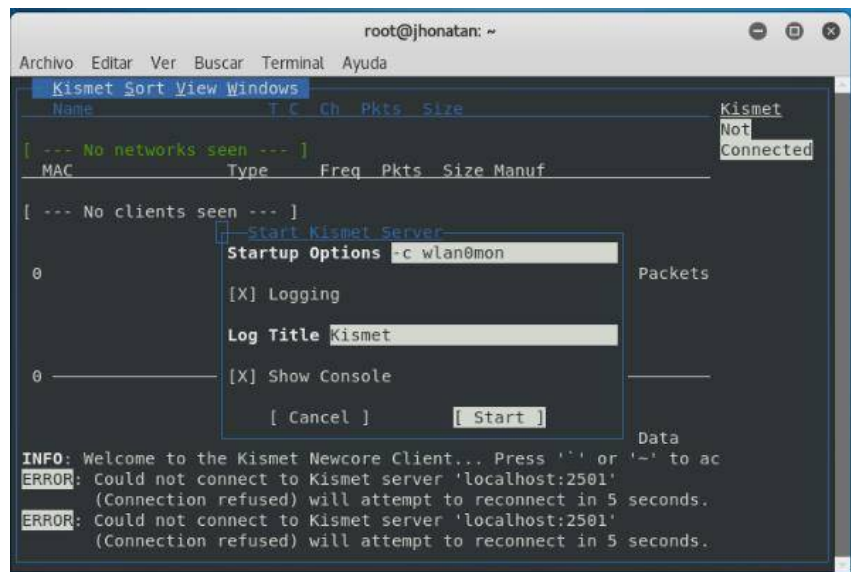 root@jhonatan: ~
Archivo Editar Ver Buscar Terminal Ayuda
Kismet Sort View Windows
Name T C Ch Pkts Size
Kismet
Not
Connected
[ --- No networks seen --- ]
MAC Type Freq Pkts Size Manuf
[ --- No clients seen --- ]
Start Kismet Server
Startup Options -c wlan0mon
0 Packets
[X] Logging
Log Title Kismet
0
[X] Show Console
[ Cancel ] [ Start ]
Data
INFO: Welcome to the Kismet Newcore Client... Press '`' or '~' to ac
ERROR: Could not connect to Kismet server 'localhost:2501'
(Connection refused) will attempt to reconnect in 5 seconds.
ERROR: Could not connect to Kismet server 'localhost:2501'
(Connection refused) will attempt to reconnect in 5 seconds.